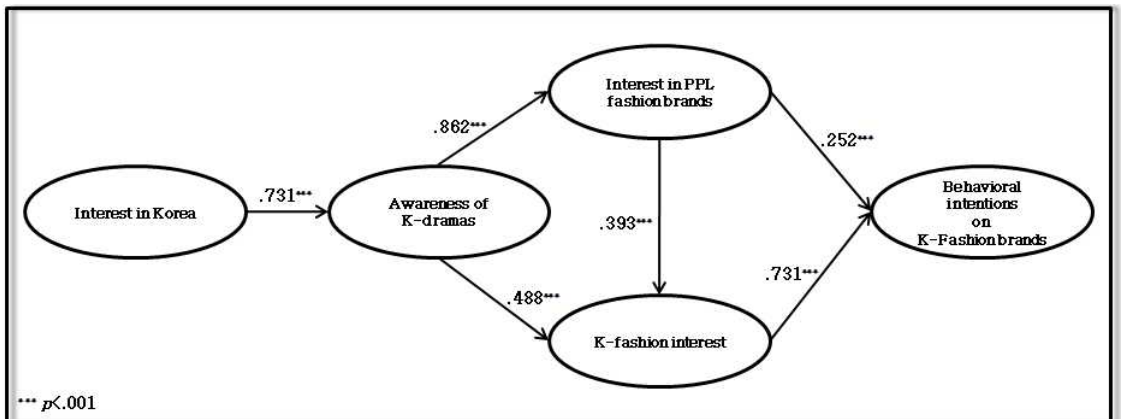 Interest in PPL
fashion brands
.862***
.252***
Interest in Korea
.731***
Awareness of
K-dramas
.393***
Behavioral
intentions
on
K-Fashion brands
.488***
.731***
K-fashion interest
*** p<.001